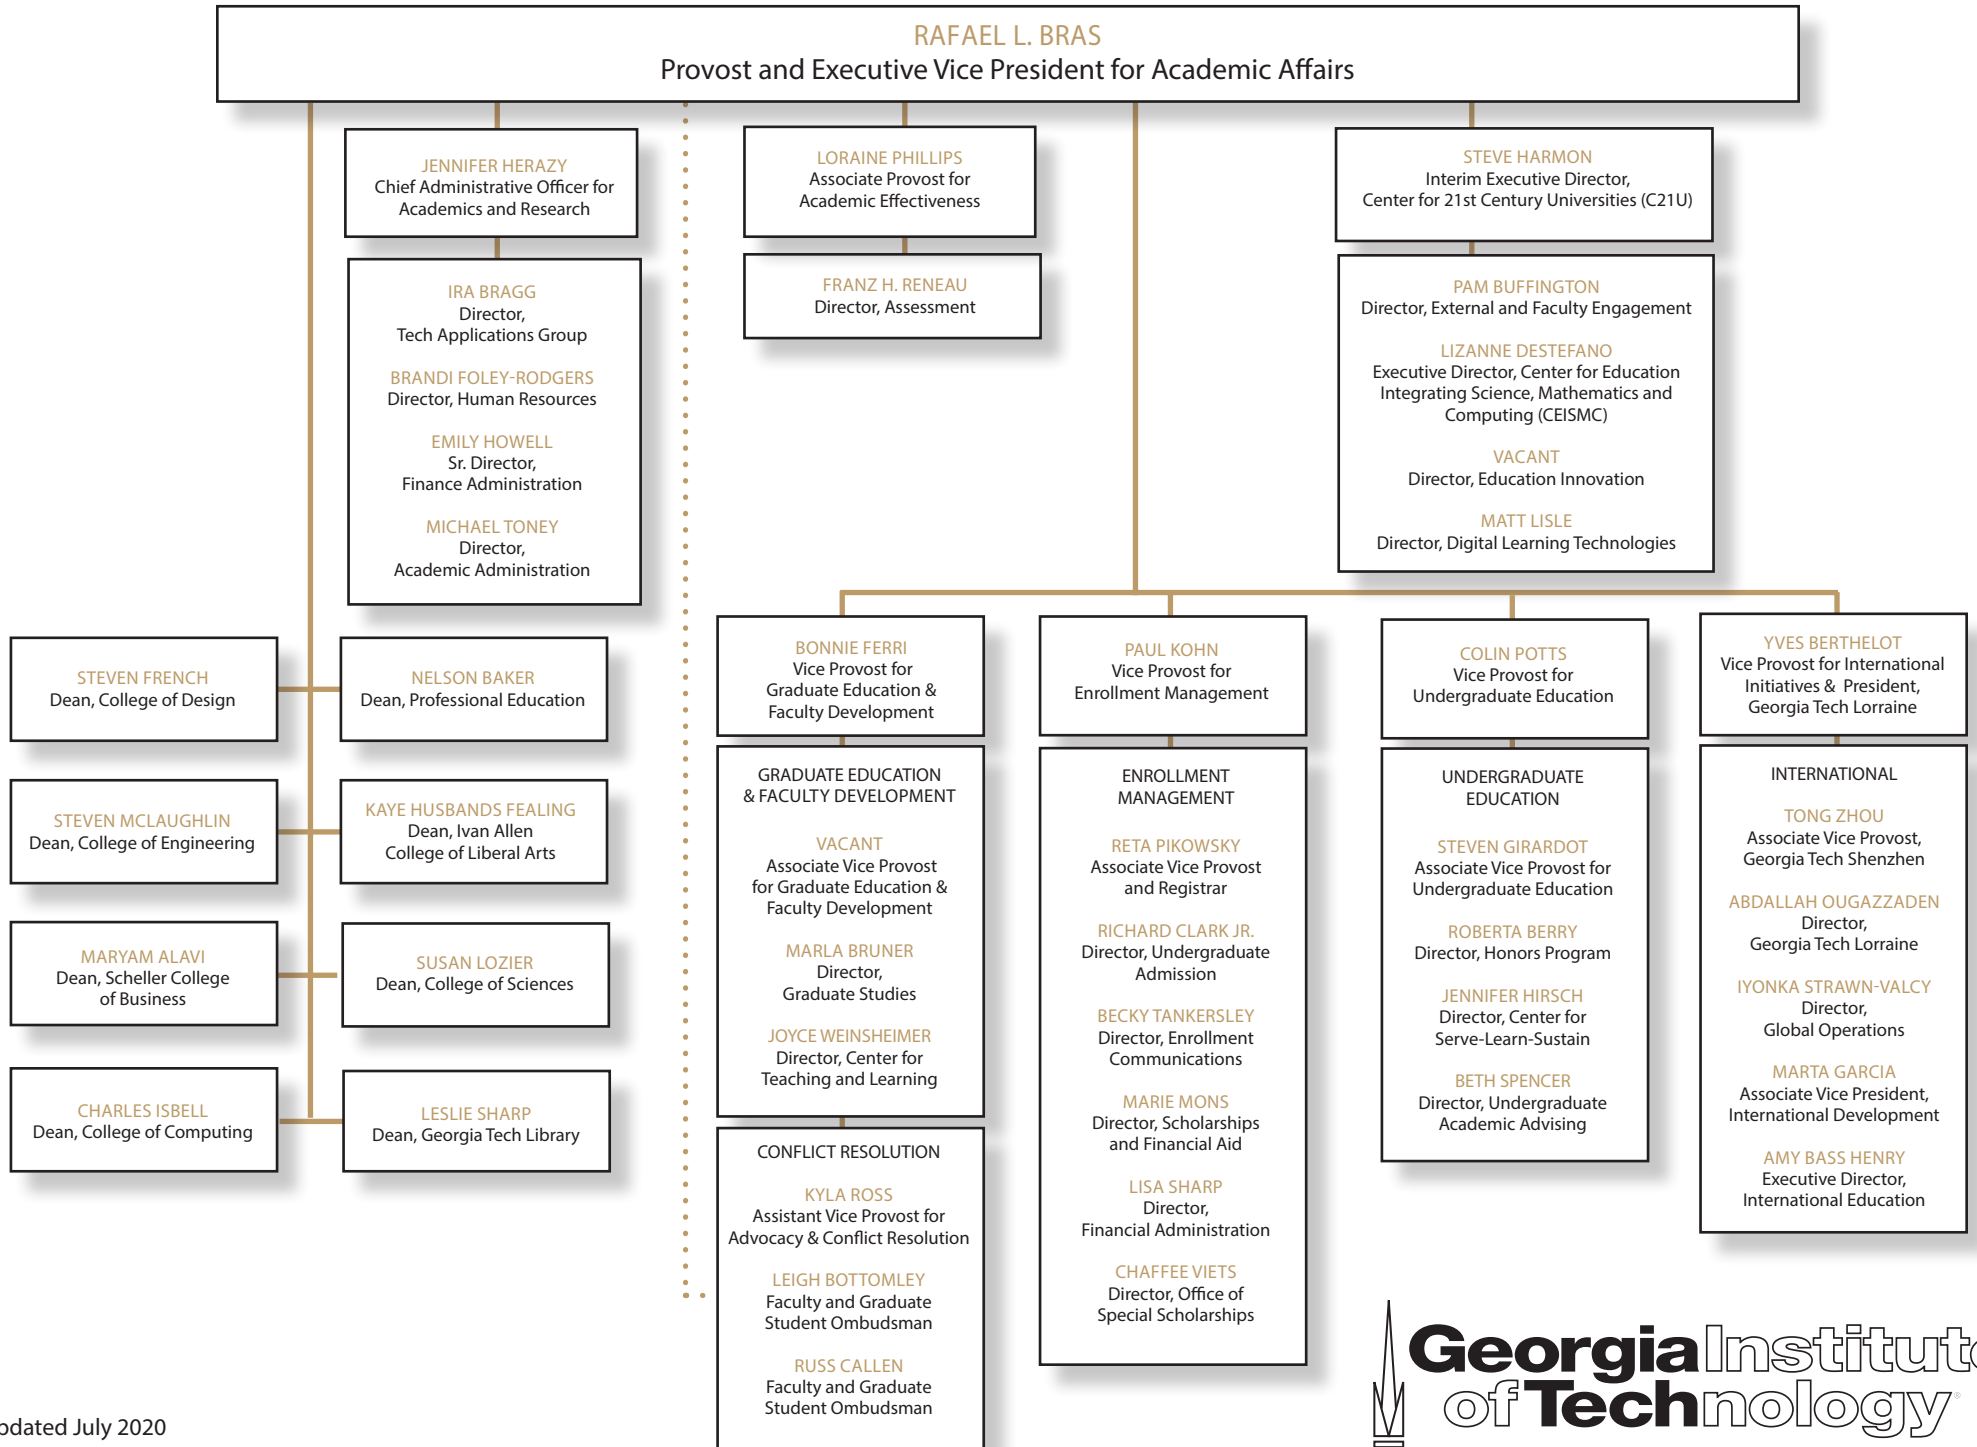 RAFAEL L. BRAS
Provost and Executive Vice President for Academic Affairs
JENNIFER HERAZY
Chief Administrative Officer for
Academics and Research
IRA BRAGG
Director,
Tech Applications Group
BRANDI FOLEY-RODGERS
Director, Human Resources
EMILY HOWELL
Sr. Director,
Finance Administration
MICHAEL TONEY
Director,
Academic Administration
LORAINE PHILLIPS
Associate Provost for
Academic Effectiveness
FRANZ H. RENEAU
Director, Assessment
STEVE HARMON
Interim Executive Director,
Center for 21st Century Universities (C21U)
PAM BUFFINGTON
Director, External and Faculty Engagement
LIZANNE DESTEFANO
Executive Director, Center for Education
Integrating Science, Mathematics and
Computing (CEISMC)
VACANT
Director, Education Innovation
MATT LISLE
Director, Digital Learning Technologies
STEVEN FRENCH
Dean, College of Design
NELSON BAKER
Dean, Professional Education
STEVEN MCLAUGHLIN
Dean, College of Engineering
KAYE HUSBANDS FEALING
Dean, Ivan Allen
College of Liberal Arts
MARYAM ALAVI
Dean, Scheller College
of Business
SUSAN LOZIER
Dean, College of Sciences
CHARLES ISBELL
Dean, College of Computing
LESLIE SHARP
Dean, Georgia Tech Library
BONNIE FERRI
Vice Provost for
Graduate Education &
Faculty Development
GRADUATE EDUCATION
& FACULTY DEVELOPMENT
VACANT
Associate Vice Provost
for Graduate Education &
Faculty Development
MARLA BRUNER
Director,
Graduate Studies
JOYCE WEINSHEIMER
Director, Center for
Teaching and Learning
CONFLICT RESOLUTION
KYLA ROSS
Assistant Vice Provost for
Advocacy & Conflict Resolution
LEIGH BOTTOMLEY
Faculty and Graduate
Student Ombudsman
RUSS CALLEN
Faculty and Graduate
Student Ombudsman
PAUL KOHN
Vice Provost for
Enrollment Management
ENROLLMENT
MANAGEMENT
RETA PIKOWSKY
Associate Vice Provost
and Registrar
RICHARD CLARK JR.
Director, Undergraduate
Admission
BECKY TANKERSLEY
Director, Enrollment
Communications
MARIE MONS
Director, Scholarships
and Financial Aid
LISA SHARP
Director,
Financial Administration
CHAFFEE VIETS
Director, Office of
Special Scholarships
COLIN POTTS
Vice Provost for
Undergraduate Education
UNDERGRADUATE
EDUCATION
STEVEN GIRARDOT
Associate Vice Provost for
Undergraduate Education
ROBERTA BERRY
Director, Honors Program
JENNIFER HIRSCH
Director, Center for
Serve-Learn-Sustain
BETH SPENCER
Director, Undergraduate
Academic Advising
YVES BERTHELOT
Vice Provost for International
Initiatives & President,
Georgia Tech Lorraine
INTERNATIONAL
TONG ZHOU
Associate Vice Provost,
Georgia Tech Shenzhen
ABDALLAH OUGAZZADEN
Director,
Georgia Tech Lorraine
IYONKA STRAWN-VALCY
Director,
Global Operations
MARTA GARCIA
Associate Vice President,
International Development
AMY BASS HENRY
Executive Director,
International Education
pdated July 2020
Georgia Institute
of Technology